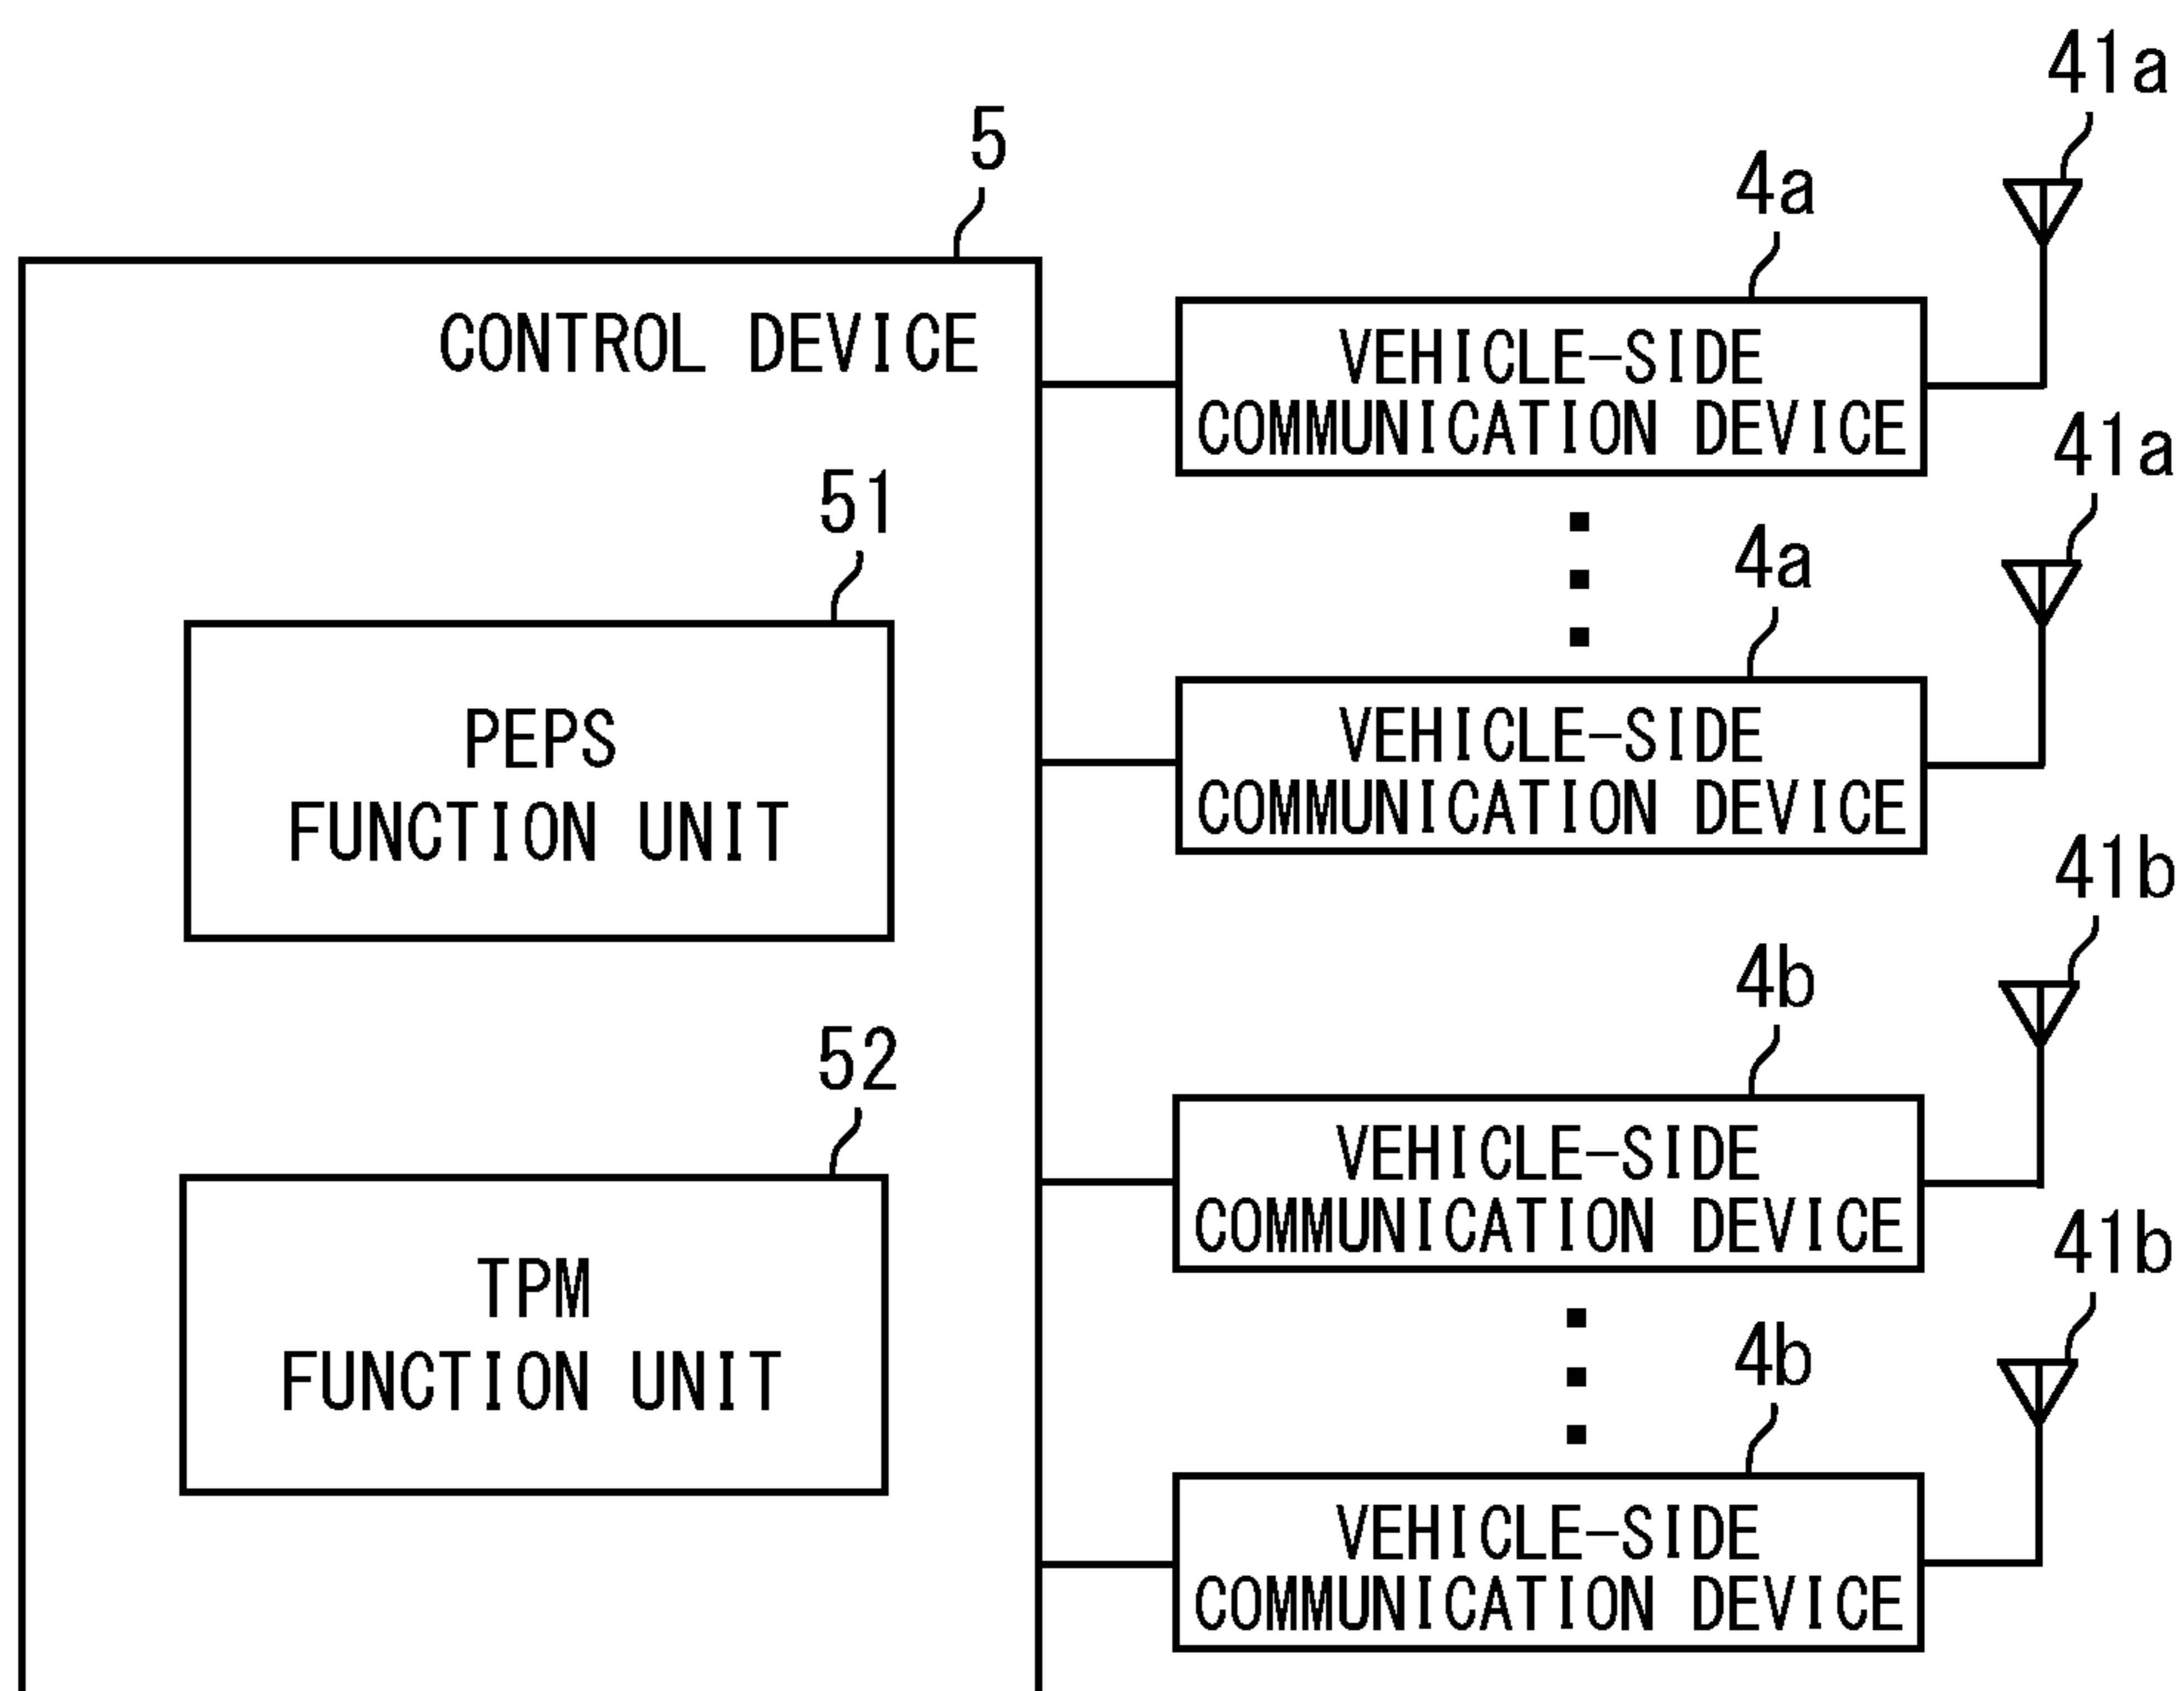 41a
5
4a
CONTROL DEVICE
VEHICLE-SIDE
COMMUNICATION DEVICE
41a
51
4a
PEPS
FUNCTION UNIT
VEHICLE-SIDE
COMMUNICATION DEVICE
41b
4b
52
VEHICLE-SIDE
COMMUNICATION DEVICE
41b
TPM
FUNCTION UNIT
4b
VEHICLE-SIDE
COMMUNICATION DEVICE